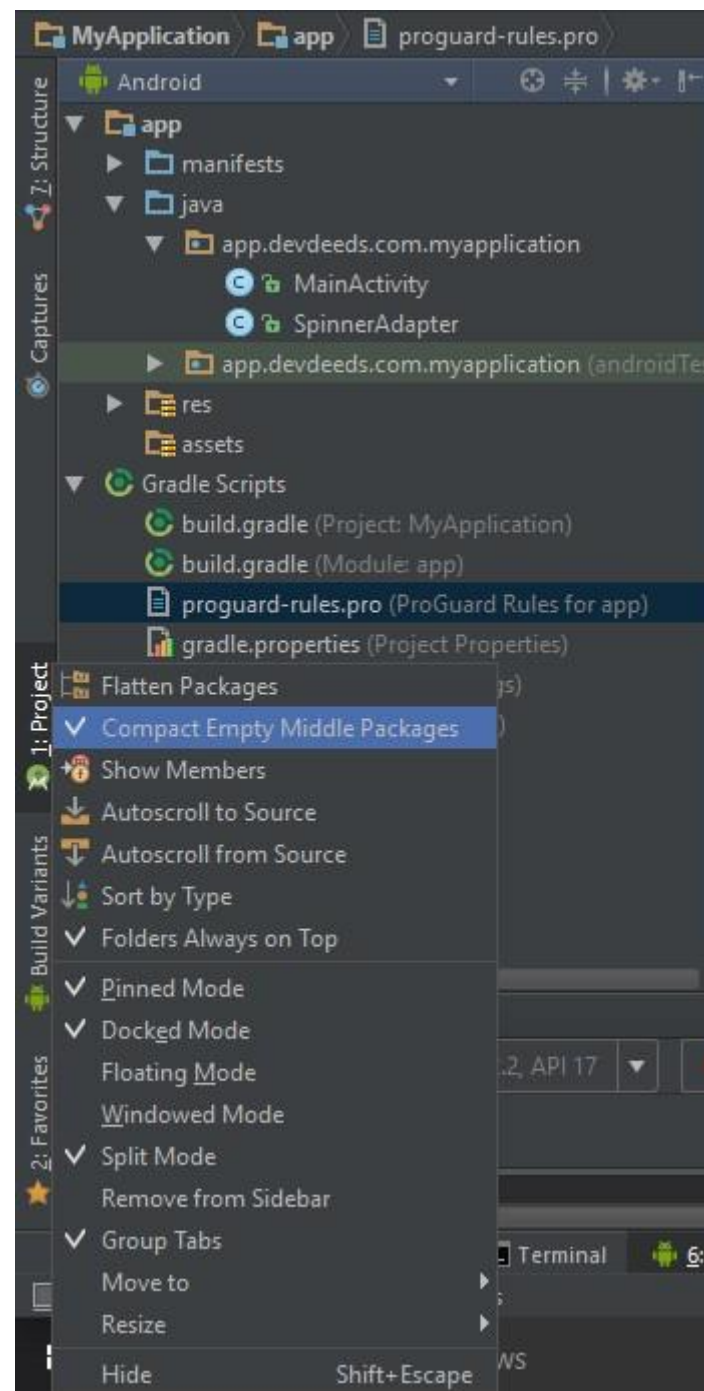 MyApplication app proguard-rules.pro
Android
7: Structure
app
manifests
java
app.devdeeds.com.myapplication
MainActivity
SpinnerAdapter
Captures
app.devdeeds.com.myapplication (androidTes
res
assets
Gradle Scripts
build.gradle (Project: MyApplication)
build.gradle (Module: app)
proguard-rules.pro (ProGuard Rules for app)
gradle.properties (Project Properties)
1: Project
Flatten Packages
gs)
Compact Empty Middle Packages
)
Show Members
Autoscroll to Source
Autoscroll from Source
Build Variants
Sort by Type
Folders Always on Top
Pinned Mode
Docked Mode
Floating Mode
.2, API 17
Windowed Mode
2: Favorites
Split Mode
Remove from Sidebar
Group Tabs
Terminal
6:
Move to
Resize
Hide Shift+Escape